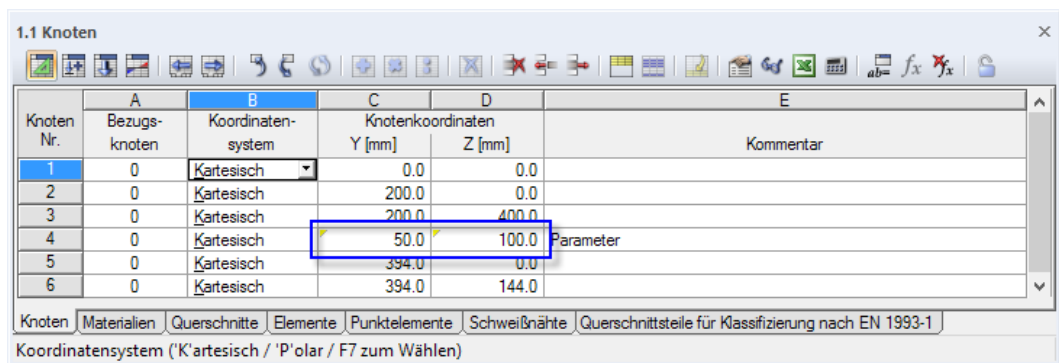 1.1 Knoten
ab= fx fx
A B C D E
Knoten Nr. Bezugs-knoten Koordinaten-system Knotenkoordinaten Y [mm] Z [mm] Kommentar
1 0 Kartesisch 0.0 0.0
2 0 Kartesisch 200.0 0.0
3 0 Kartesisch 200.0 400.0
4 0 Kartesisch 50.0 100.0 Parameter
5 0 Kartesisch 394.0 0.0
6 0 Kartesisch 394.0 144.0
Knoten Materialien Querschnitte Elemente Punktelemente Schweißnähte Querschnittsteile für Klassifizierung nach EN 1993-1
Koordinatensystem ('K'artesisch / 'P'olar / F7 zum Wählen)